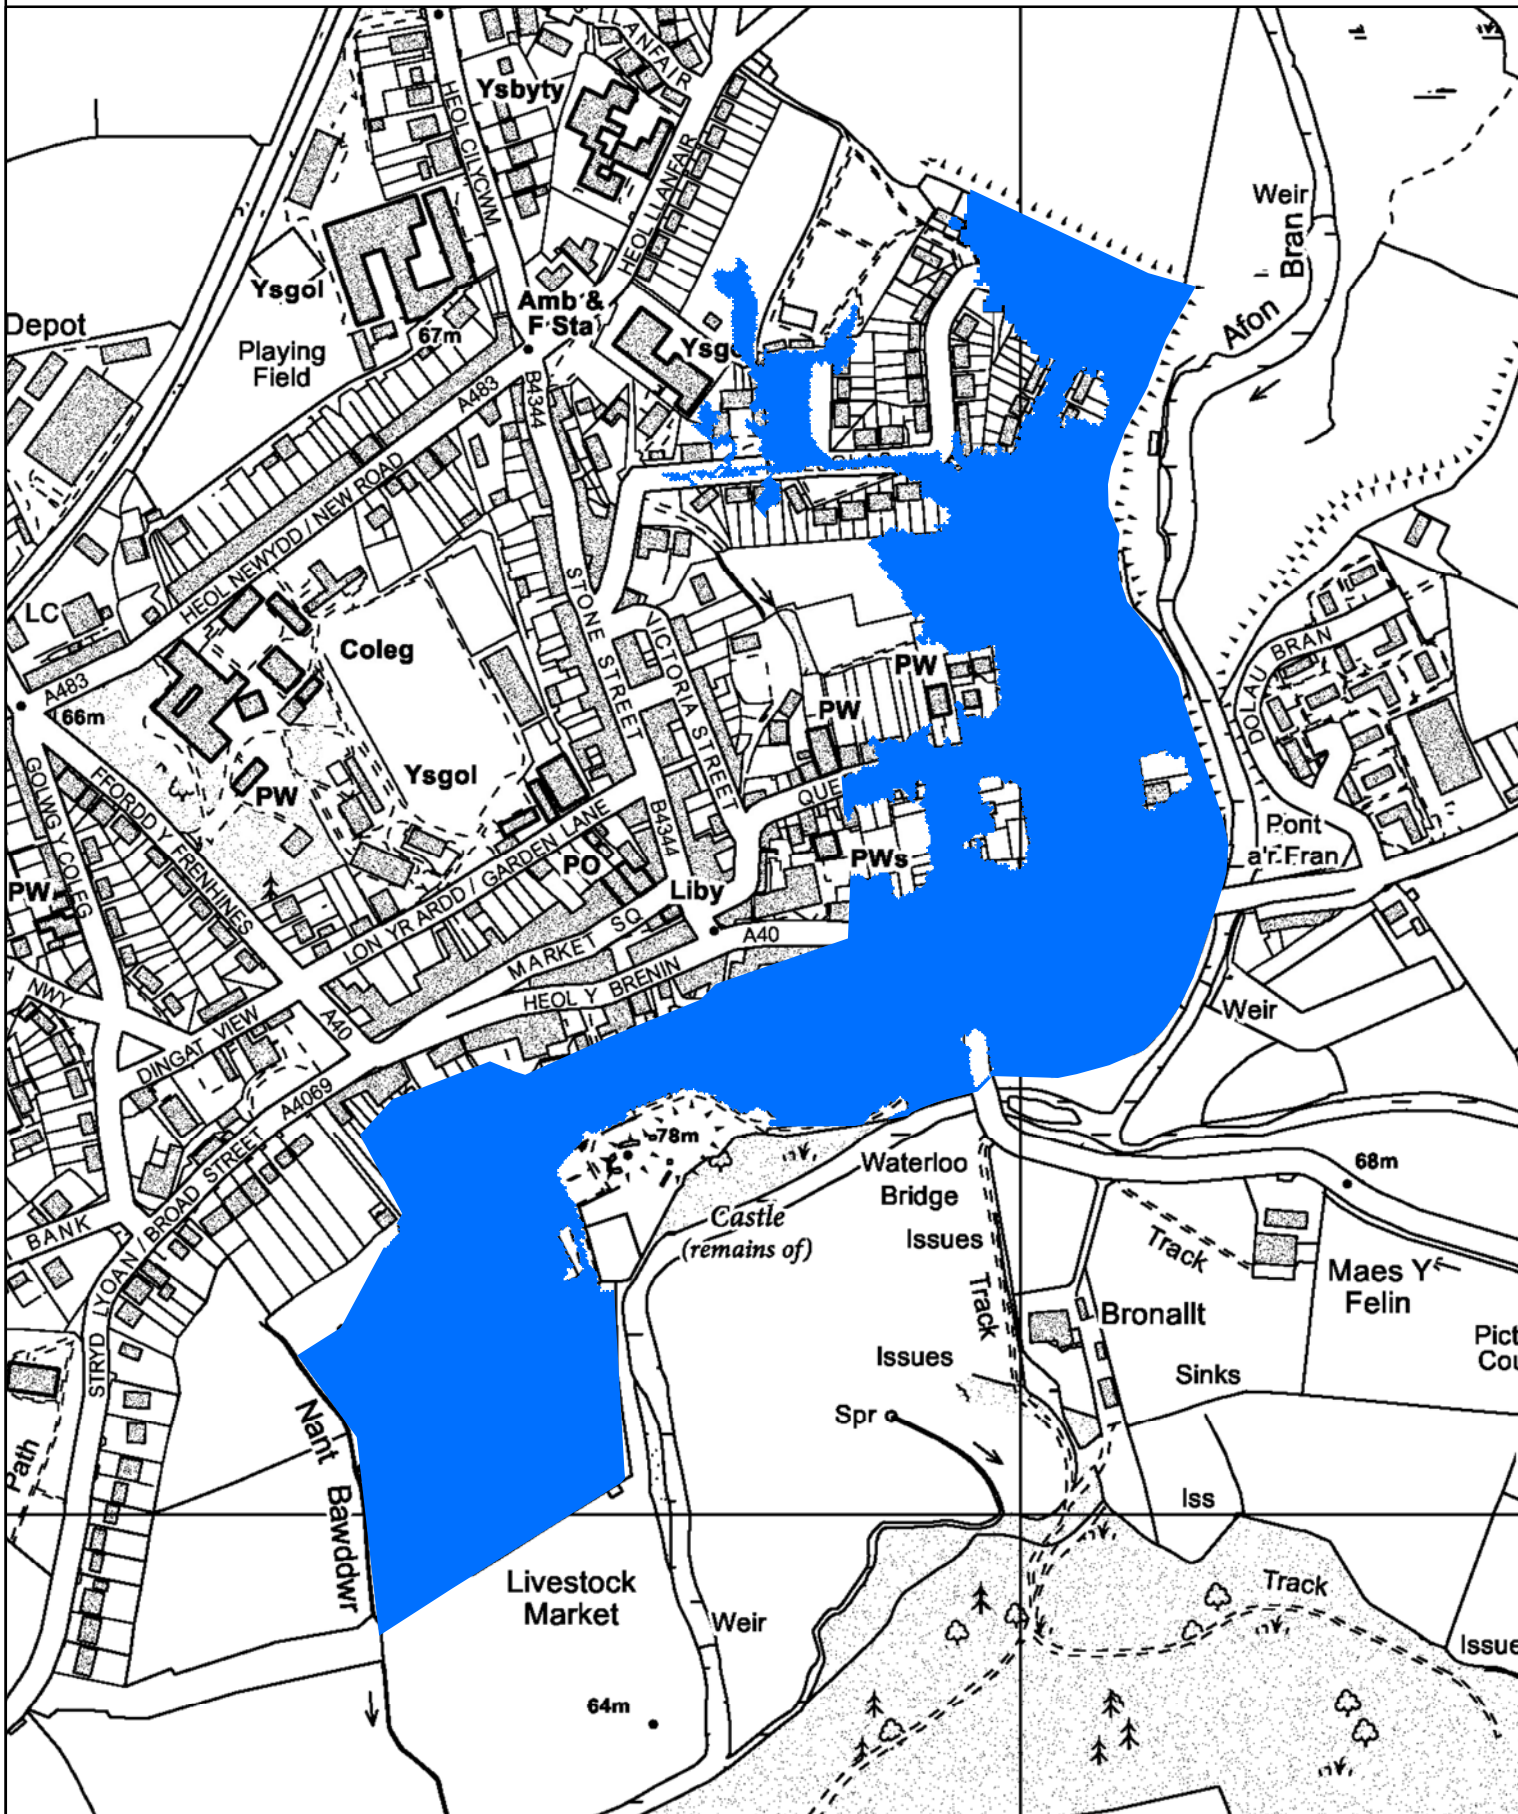 ANFAIR
Ysbyty
HEOL CILYCWM
HEOL LLANFAIR
Weir
Afon
Bran
Ysgol
Amb &
F Sta
Depot
67m
Playing
Field
A483
B4344
HEOL NEWYDD / NEW ROAD
LC
Coleg
STONE STREET
VICTORIA STREET
PW
DOLAU BRAN
A483
66m
PW
Ysgol
PW
GOLWG Y COLEG
FFORDD Y FRENHINES
QUE
B4344
Pont
a'r Fran
PWs
PO
LON YR ARDD / GARDEN LANE
Liby
PW
MARKET SQ
A40
HEOL Y BRENIN
NWY
A40
DINGAT VIEW
Weir
A4069
78m
Waterloo
Bridge
68m
STRYD LYDAN / BROAD STREET
BANK
Castle
(remains of)
Issues
Track
Track
Maes Y
Felin
Bronallt
Pict
Cou
Issues
Sinks
Spr
Nant Bawddwr
Path
Iss
Livestock
Market
Weir
Track
Issue
64m